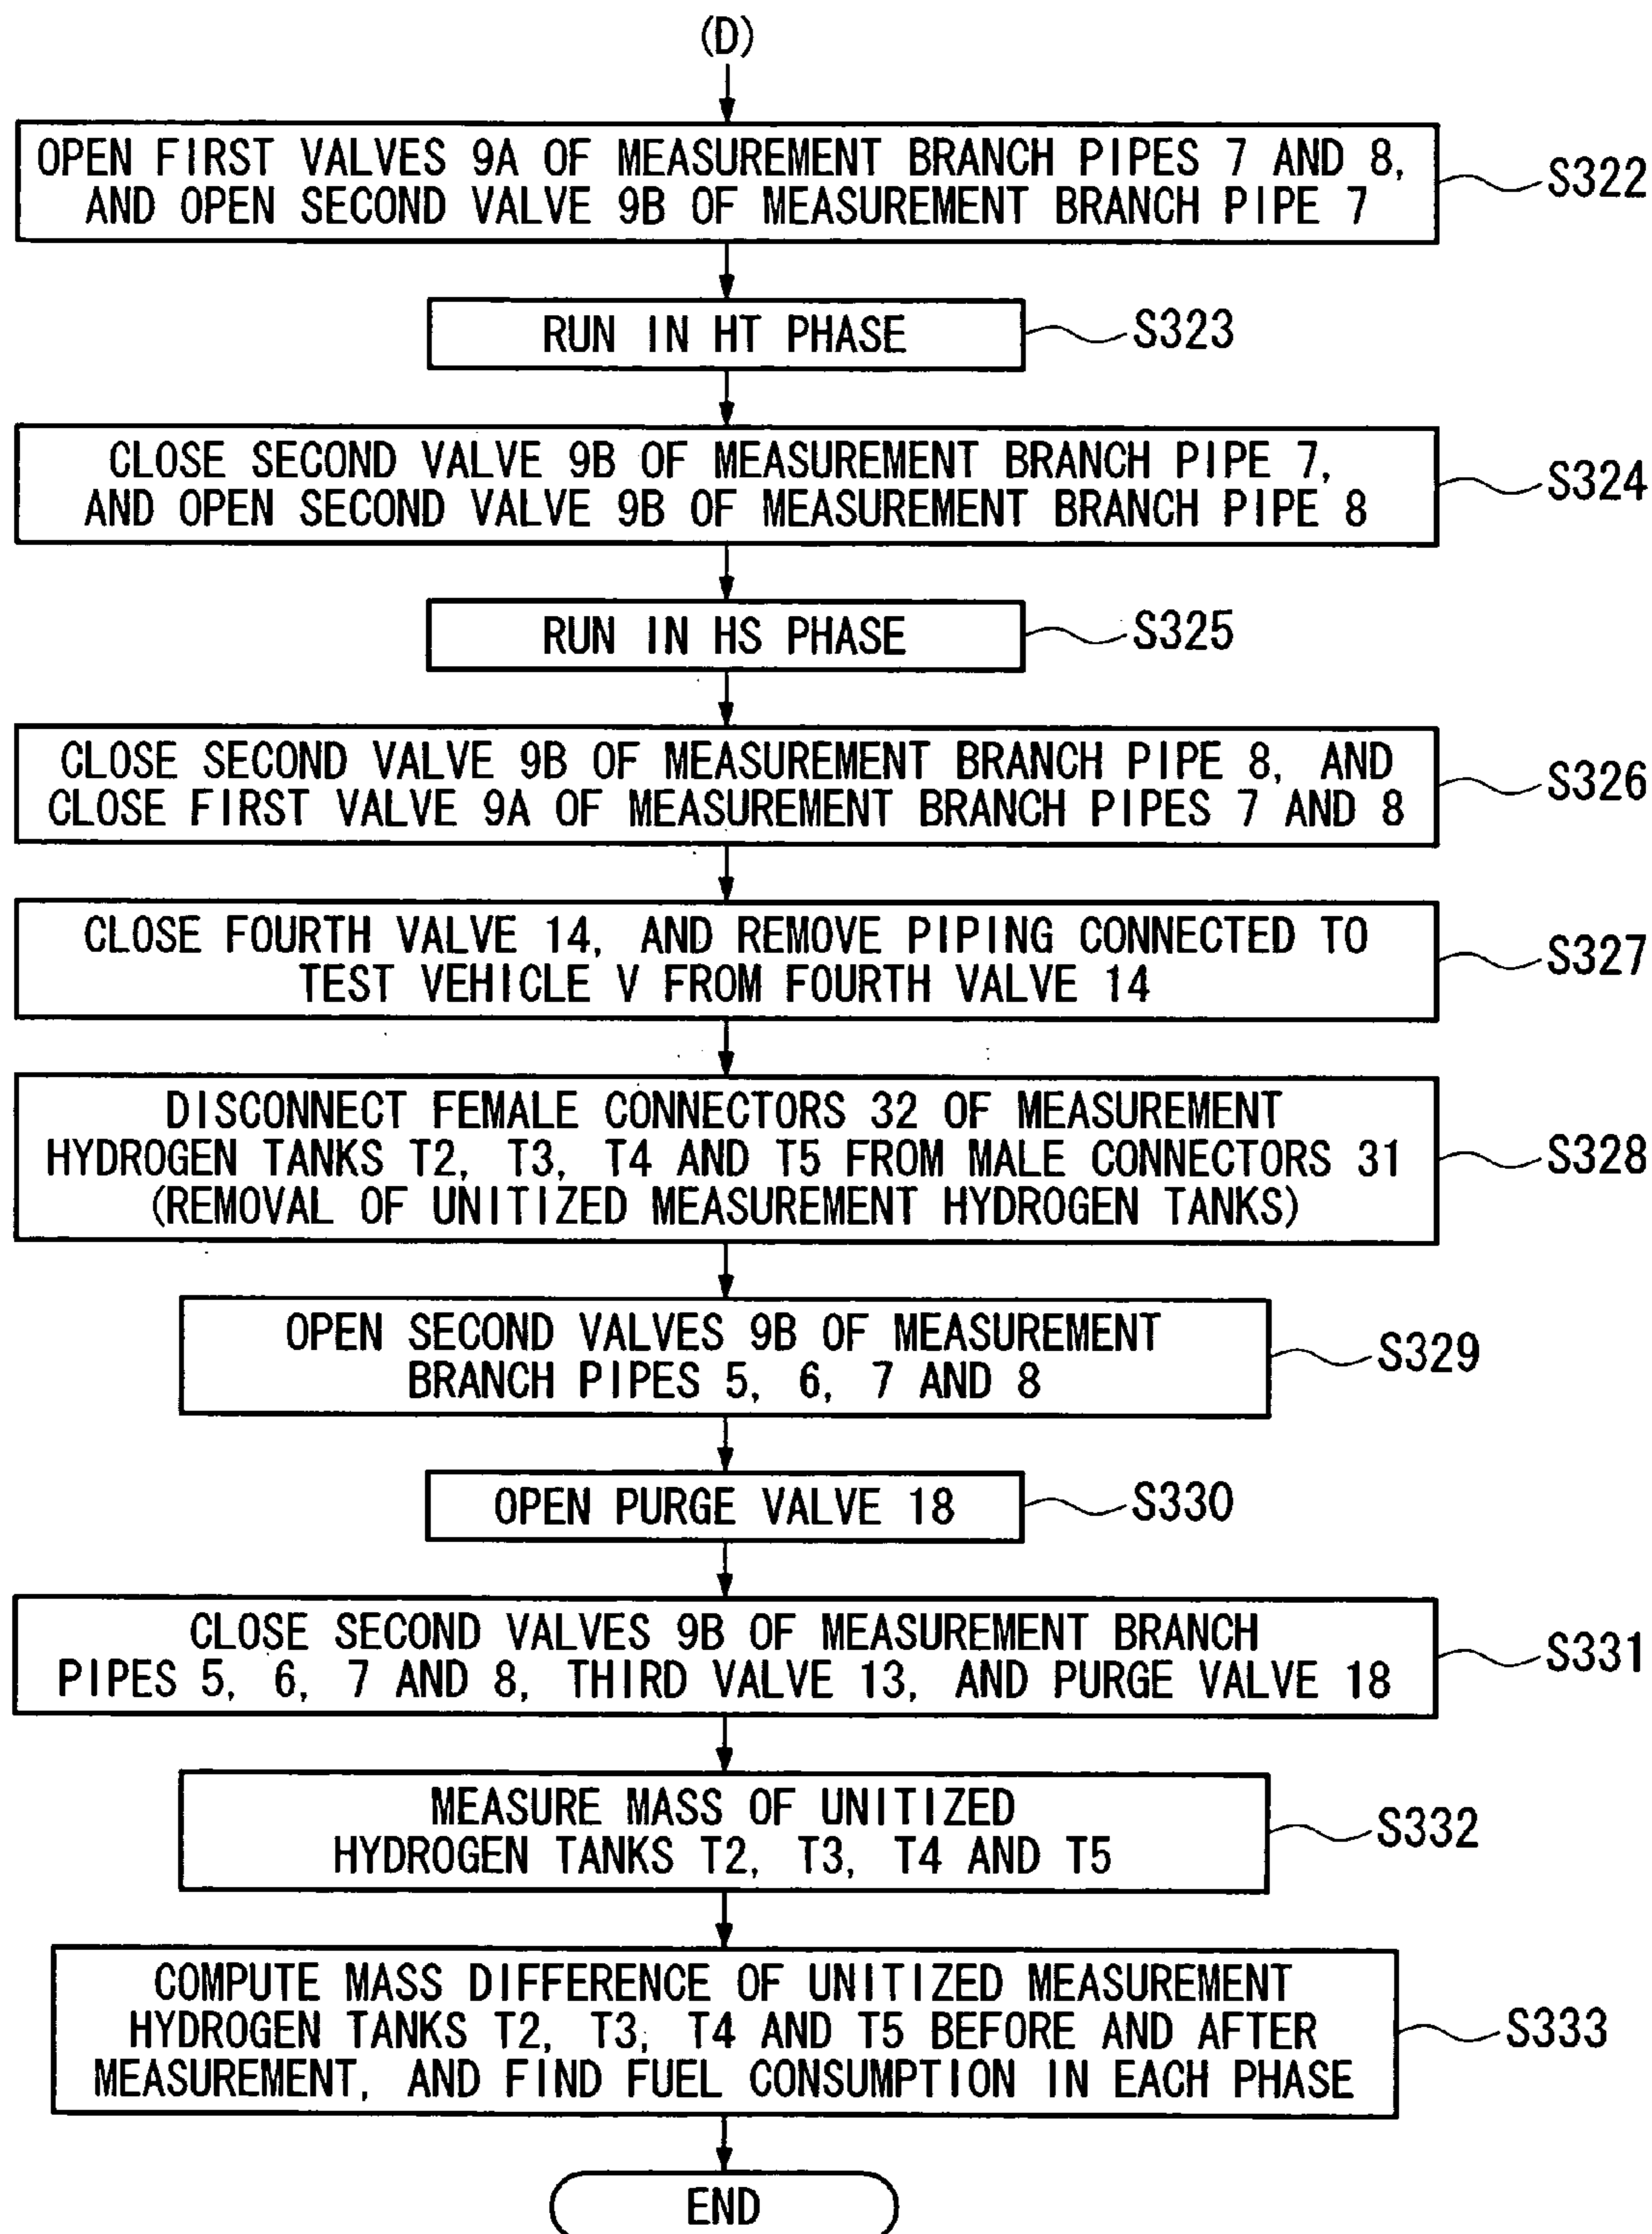 (D)
OPEN FIRST VALVES 9A OF MEASUREMENT BRANCH PIPES 7 AND 8,
AND OPEN SECOND VALVE 9B OF MEASUREMENT BRANCH PIPE 7
S322
RUN IN HT PHASE
S323
CLOSE SECOND VALVE 9B OF MEASUREMENT BRANCH PIPE 7,
AND OPEN SECOND VALVE 9B OF MEASUREMENT BRANCH PIPE 8
S324
RUN IN HS PHASE
S325
CLOSE SECOND VALVE 9B OF MEASUREMENT BRANCH PIPE 8, AND
CLOSE FIRST VALVE 9A OF MEASUREMENT BRANCH PIPES 7 AND 8
S326
CLOSE FOURTH VALVE 14, AND REMOVE PIPING CONNECTED TO
TEST VEHICLE V FROM FOURTH VALVE 14
S327
DISCONNECT FEMALE CONNECTORS 32 OF MEASUREMENT
HYDROGEN TANKS T2, T3, T4 AND T5 FROM MALE CONNECTORS 31
(REMOVAL OF UNITIZED MEASUREMENT HYDROGEN TANKS)
S328
OPEN SECOND VALVES 9B OF MEASUREMENT
BRANCH PIPES 5, 6, 7 AND 8
S329
OPEN PURGE VALVE 18
S330
CLOSE SECOND VALVES 9B OF MEASUREMENT BRANCH
PIPES 5, 6, 7 AND 8, THIRD VALVE 13, AND PURGE VALVE 18
S331
MEASURE MASS OF UNITIZED
HYDROGEN TANKS T2, T3, T4 AND T5
S332
COMPUTE MASS DIFFERENCE OF UNITIZED MEASUREMENT
HYDROGEN TANKS T2, T3, T4 AND T5 BEFORE AND AFTER
MEASUREMENT, AND FIND FUEL CONSUMPTION IN EACH PHASE
S333
END